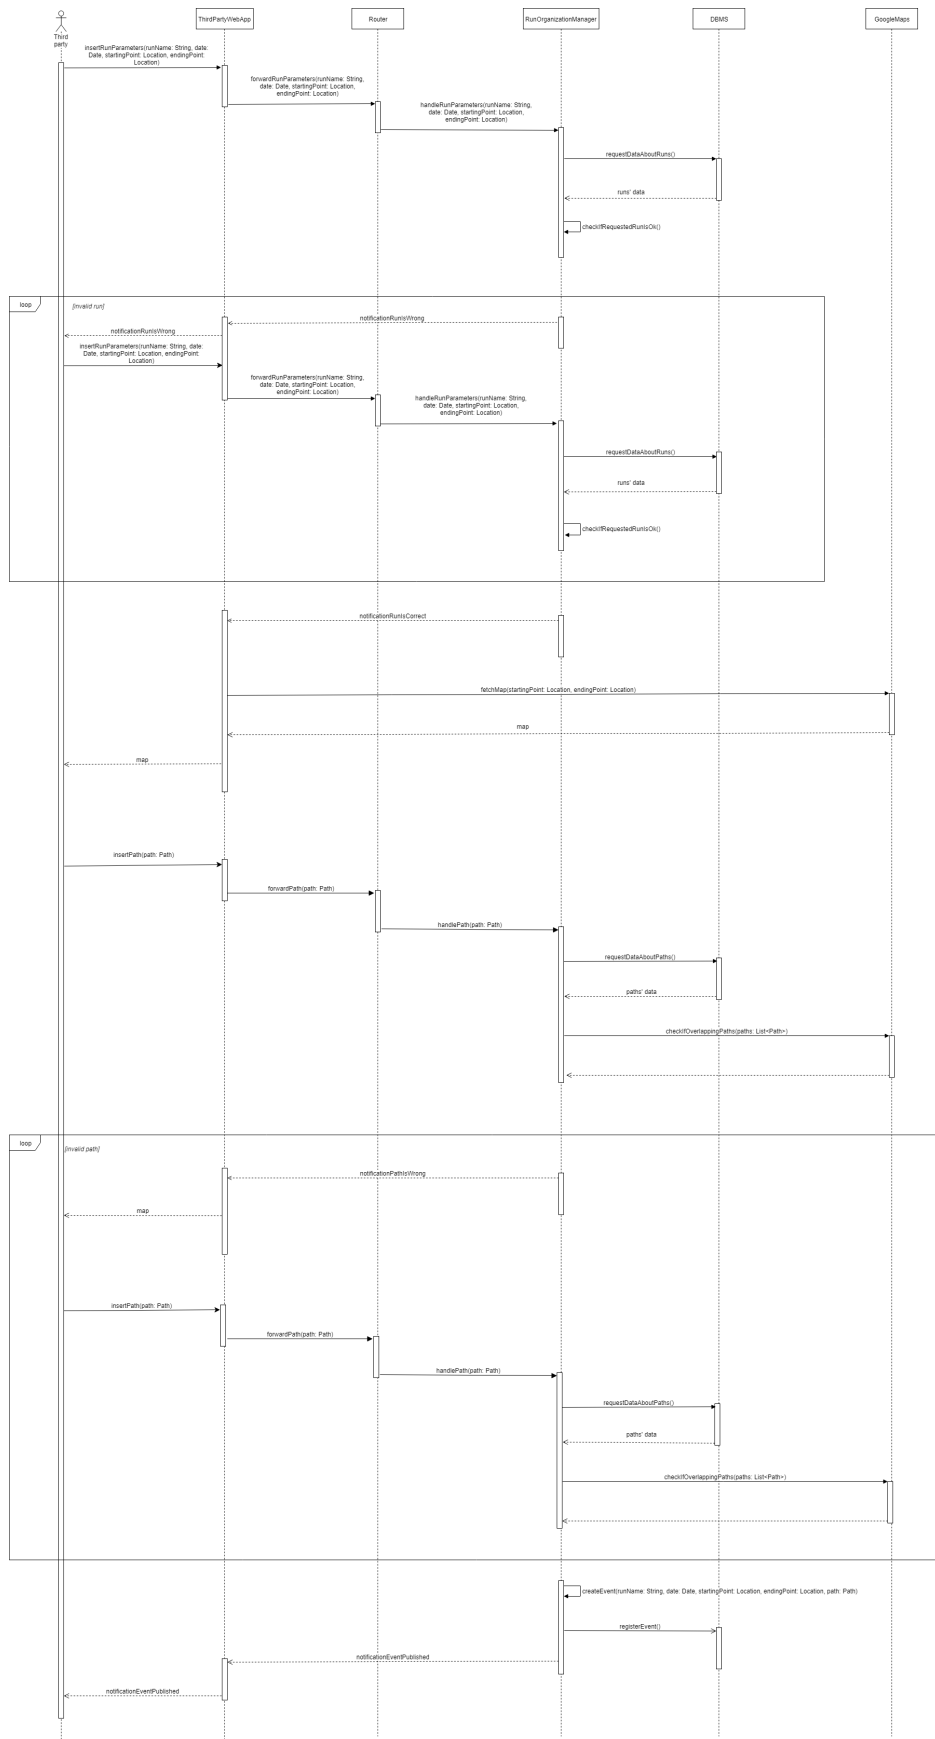 Third
party
ThirdPartyWebApp
Router
RunOrganizationManager
DBMS
GoogleMaps
insertRunParameters(runName: String, date:
Date, startingPoint: Location, endingPoint:
Location)
forwardRunParameters(runName: String,
date: Date, startingPoint: Location,
endingPoint: Location)
handleRunParameters(runName: String,
date: Date, startingPoint: Location,
endingPoint: Location)
requestDataAboutRuns()
runs' data
checkIfRequestedRunIsOk()
loop
[invalid run]
notificationRunIsWrong
notificationRunIsWrong
insertRunParameters(runName: String, date:
Date, startingPoint: Location, endingPoint:
Location)
forwardRunParameters(runName: String,
date: Date, startingPoint: Location,
endingPoint: Location)
handleRunParameters(runName: String,
date: Date, startingPoint: Location,
endingPoint: Location)
requestDataAboutRuns()
runs' data
checkIfRequestedRunIsOk()
notificationRunIsCorrect
fetchMap(startingPoint: Location, endingPoint: Location)
map
map
insertPath(path: Path)
forwardPath(path: Path)
handlePath(path: Path)
requestDataAboutPaths()
paths' data
checkIfOverlappingPaths(paths: List<Path>)
loop
[invalid path]
notificationPathIsWrong
map
insertPath(path: Path)
forwardPath(path: Path)
handlePath(path: Path)
requestDataAboutPaths()
paths' data
checkIfOverlappingPaths(paths: List<Path>)
createEvent(runName: String, date: Date, startingPoint: Location, endingPoint: Location, path: Path)
registerEvent()
notificationEventPublished
notificationEventPublished